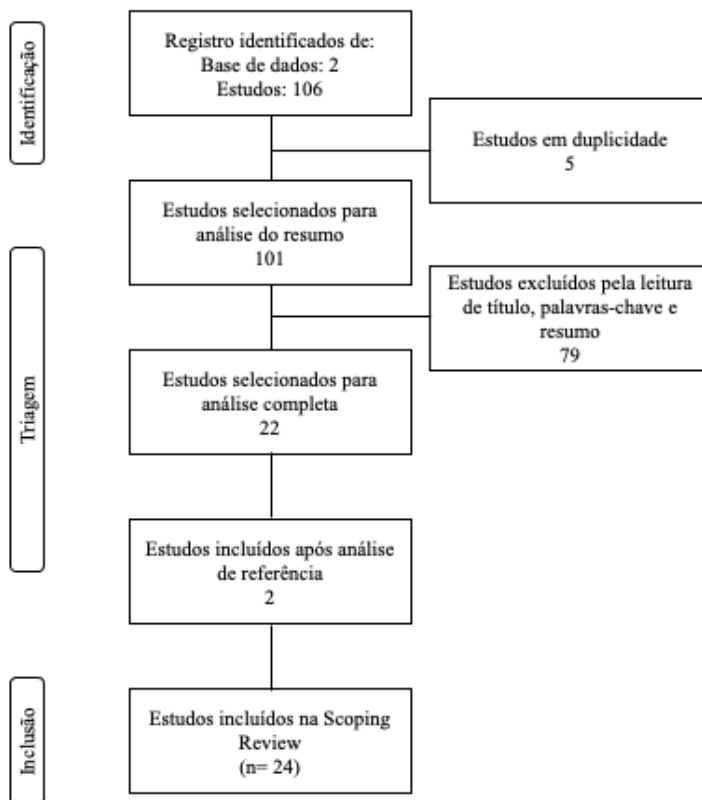 Identificação
Registro identificados de:
Base de dados: 2
Estudos: 106
Estudos em duplicidade
5
Triagem
Estudos selecionados para
análise do resumo
101
Estudos excluídos pela leitura
de título, palavras-chave e
resumo
79
Estudos selecionados para
análise completa
22
Estudos incluídos após análise
de referência
2
Inclusão
Estudos incluídos na Scoping
Review
(n= 24)